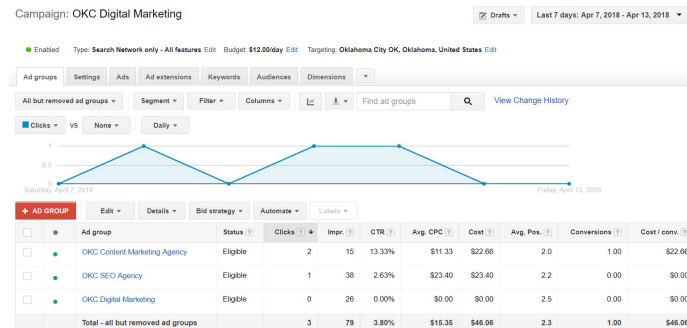 Campaign: OKC Digital Marketing
Drafts
Last 7 days: Apr 7, 2018 - Apr 13, 2018
Enabled Type: Search Network only - All features Edit Budget: $12.00/day Edit Targeting: Oklahoma City OK, Oklahoma, United States Edit
Ad groups Settings Ads Ad extensions Keywords Audiences Dimensions
All but removed ad groups Segment Filter Columns Find ad groups View Change History
Clicks VS None Daily
1
0.5
0
Saturday, April 7, 2018 Friday, April 13, 2018
+ AD GROUP Edit Details Bid strategy Automate Labels
Ad group Status ? Clicks ? Impr. ? CTR ? Avg. CPC ? Cost ? Avg. Pos. ? Conversions ? Cost / conv. ?
OKC Content Marketing Agency Eligible 2 15 13.33% $11.33 $22.66 2.0 1.00 $22.66
OKC SEO Agency Eligible 1 38 2.63% $23.40 $23.40 2.2 0.00 $0.00
OKC Digital Marketing Eligible 0 26 0.00% $0.00 $0.00 2.5 0.00 $0.00
Total - all but removed ad groups 3 79 3.80% $15.35 $46.06 2.3 1.00 $46.06